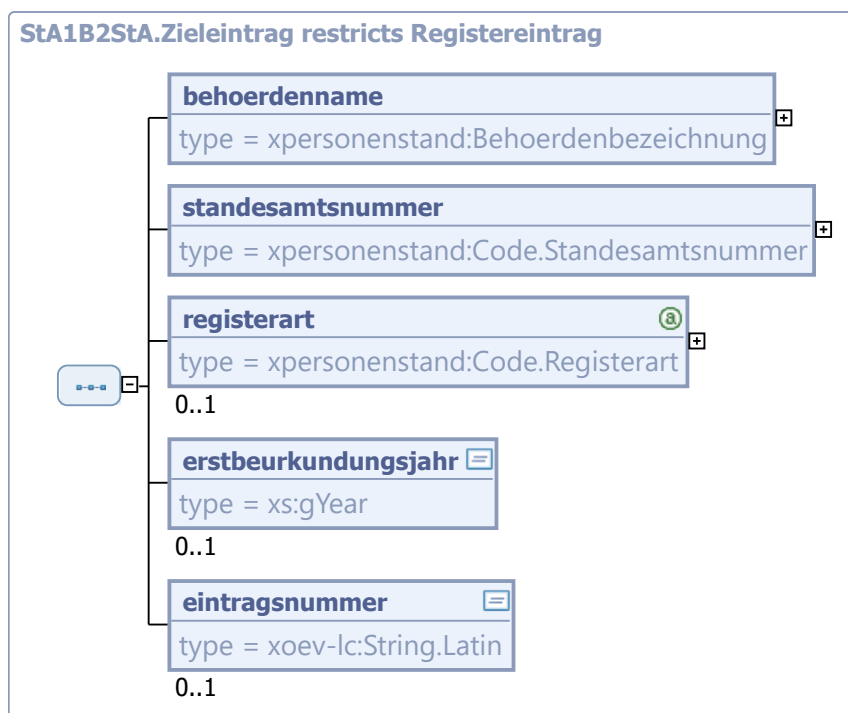 StA1B2StA.Zieleintrag restricts Registereintrag
behoerdenname
type = xpersonenstand:Behoerdenbezeichnung
standesamtsnummer
type = xpersonenstand:Code.Standesamtsnummer
registerart
type = xpersonenstand:Code.Registerart
0..1
erstbeurkundungsjahr
type = xs:gYear
0..1
eintragsnummer
type = xoev-lc:String.Latin
0..1